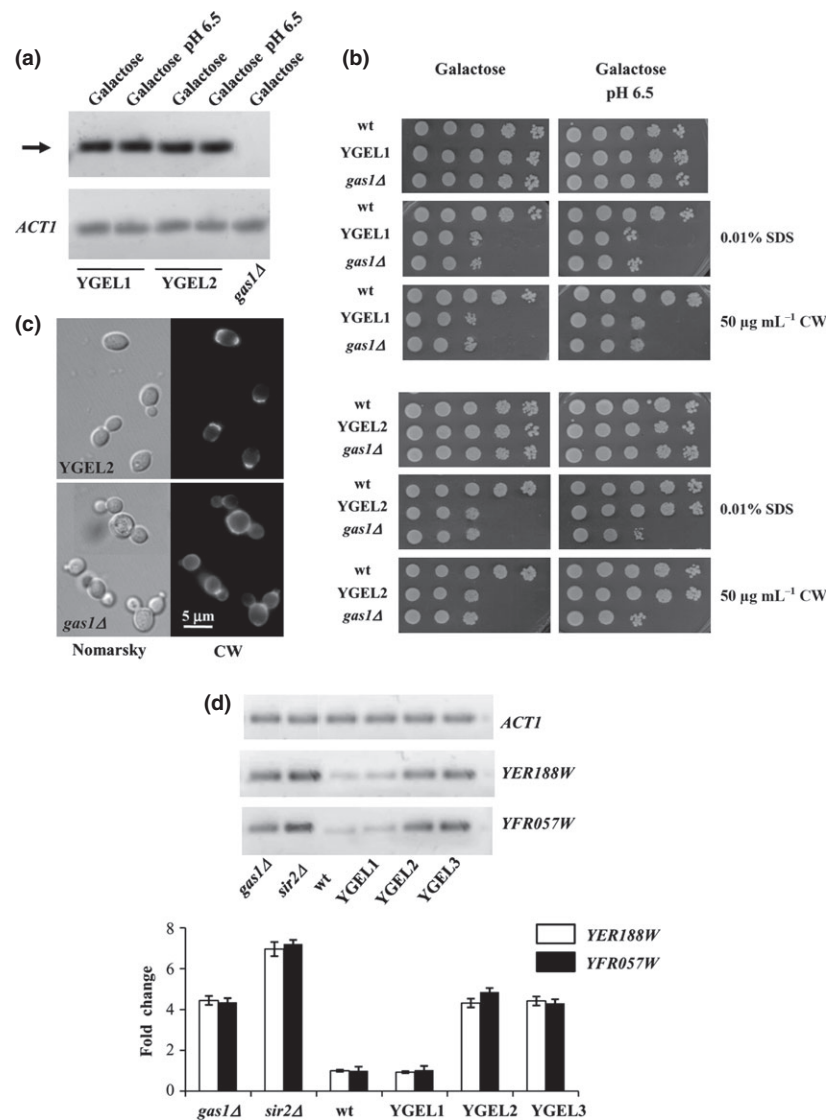 (a)
Galactose
Galactose pH 6.5
Galactose
Galactose pH 6.5
Galactose
ACT1
YGEL1
YGEL2
gas1Δ
(b)
Galactose
Galactose
pH 6.5
wt
YGEL1
gas1Δ
wt
YGEL1
gas1Δ
0.01% SDS
wt
YGEL1
gas1Δ
50 μg mL⁻¹ CW
wt
YGEL2
gas1Δ
wt
YGEL2
gas1Δ
0.01% SDS
wt
YGEL2
gas1Δ
50 μg mL⁻¹ CW
(c)
YGEL2
gas1Δ
5 μm
Nomarsky
CW
(d)
ACT1
YER188W
YFR057W
gas1Δ
sir2Δ
wt
YGEL1
YGEL2
YGEL3
Fold change
8
6
4
2
0
YER188W
YFR057W
gas1Δ
sir2Δ
wt
YGEL1
YGEL2
YGEL3